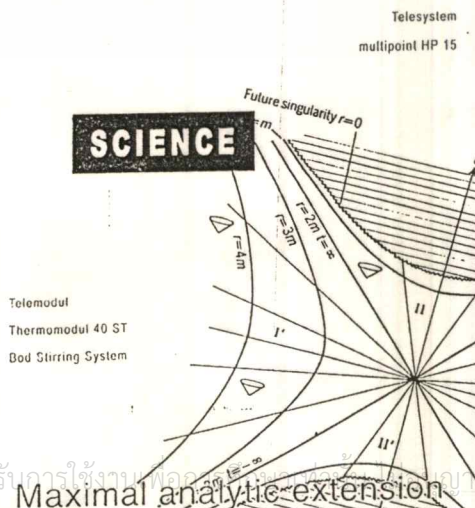 Telesystem
multipoint HP 15
Future singularity r=0
=m
SCIENCE
r=2m t=∞
r=3m
r=4m
Telemodul
Thermomodul 40 ST
Bod Stirring System
I'
II
II'
t=-∞
Maximal analytic extension